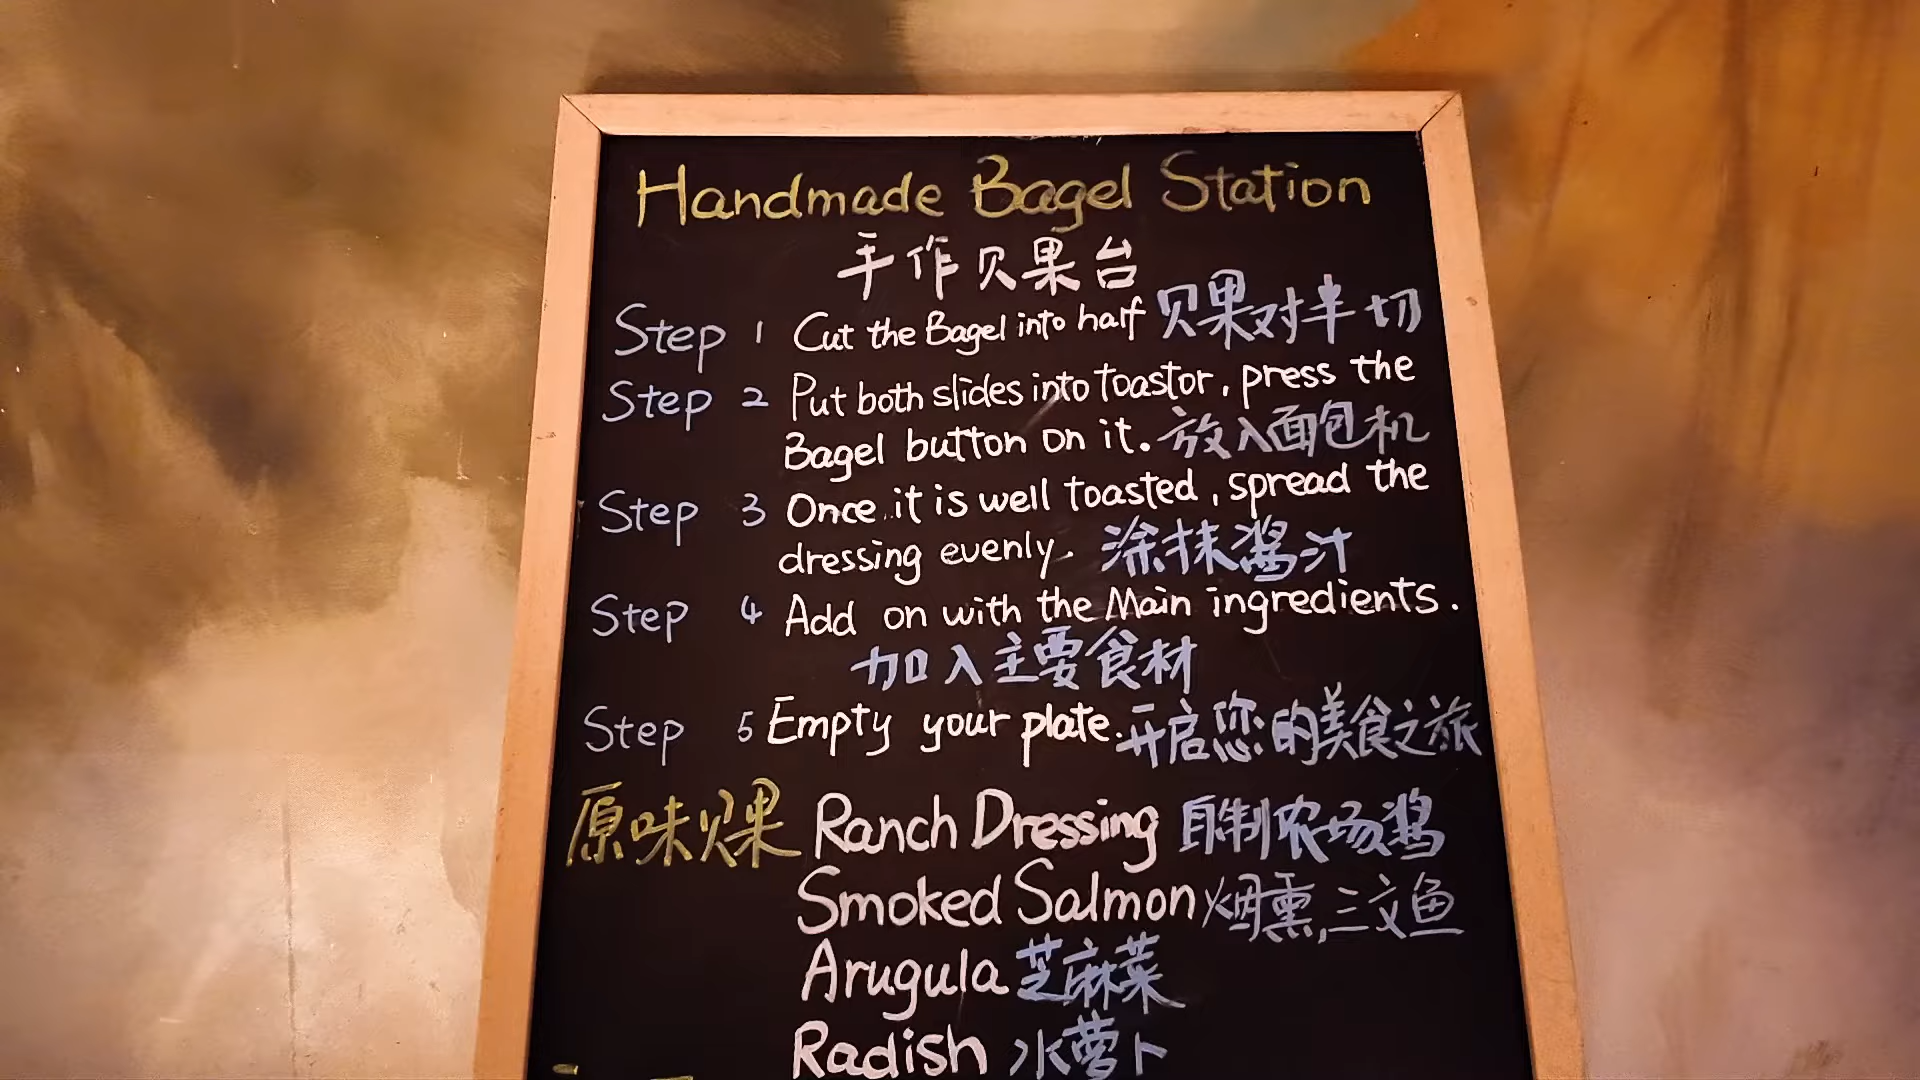 Handmade Bagel Station
手作贝果台
Step 1 Cut the Bagel into half 贝果对半切
Step 2 Put both slides into toastor, press the
Bagel button on it. 放入面包机
Step 3 Once it is well toasted, spread the
dressing evenly. 涂抹酱汁
Step 4 Add on with the Main ingredients.
加入主要食材
Step 5 Empty your plate. 开启您的美食之旅
原味贝果 Ranch Dressing 自制农场酱
Smoked Salmon 烟熏三文鱼
Arugula 芝麻菜
Radish 水萝卜